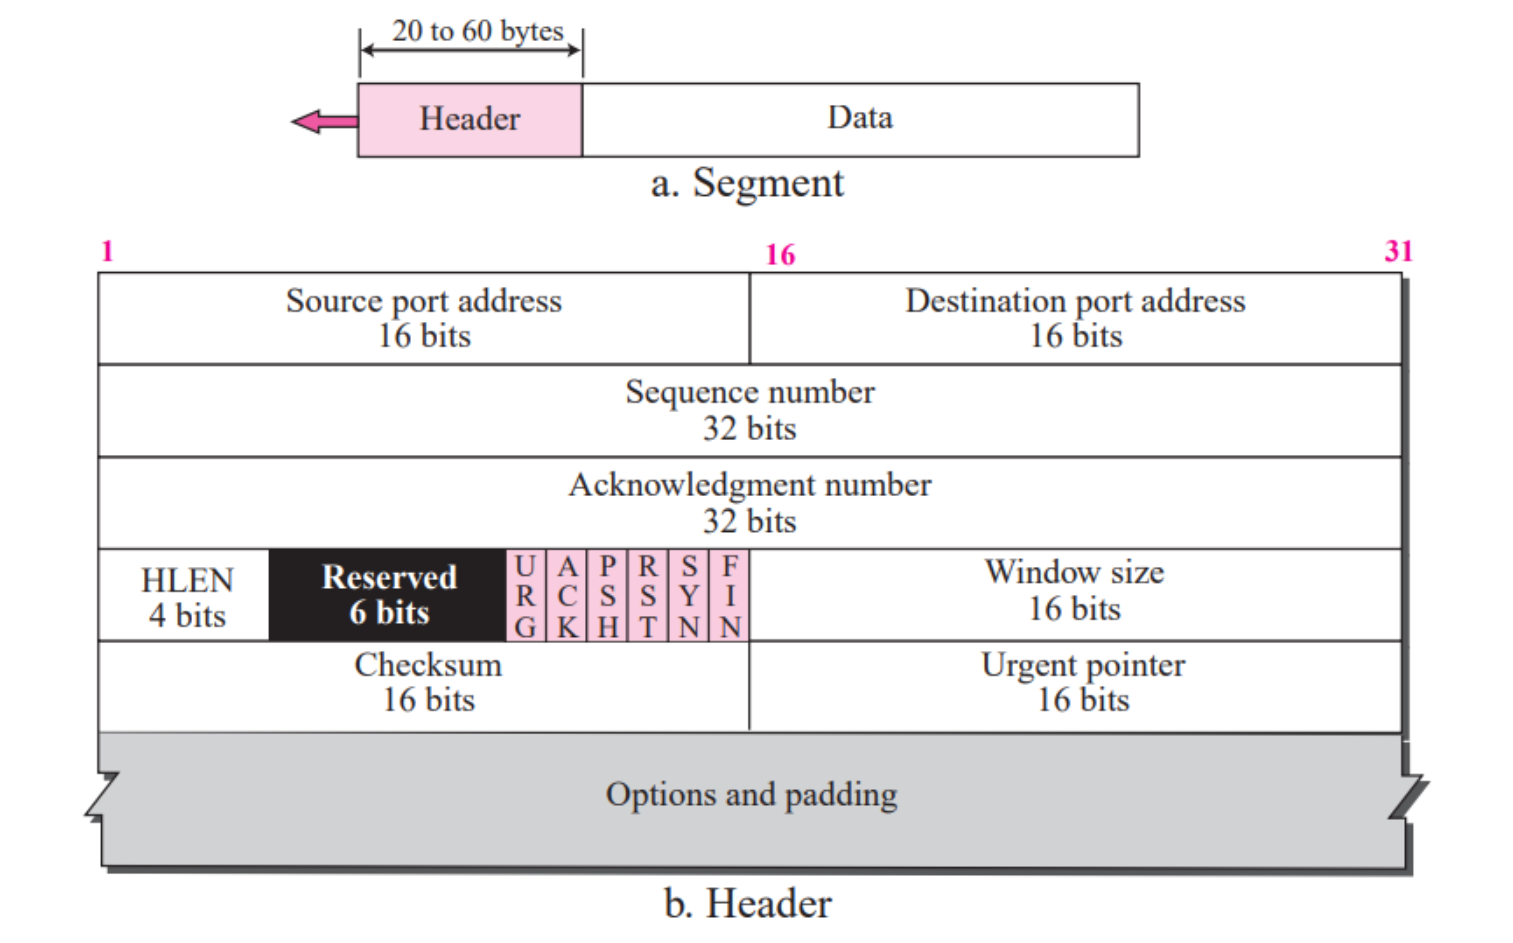 20 to 60 bytes
Header
Data
a. Segment
1
16
31
Source port address
16 bits
Destination port address
16 bits
Sequence number
32 bits
Acknowledgment number
32 bits
HLEN
4 bits
Reserved
6 bits
URG
ACK
PSH
RST
SYN
FIN
Window size
16 bits
Checksum
16 bits
Urgent pointer
16 bits
Options and padding
b. Header